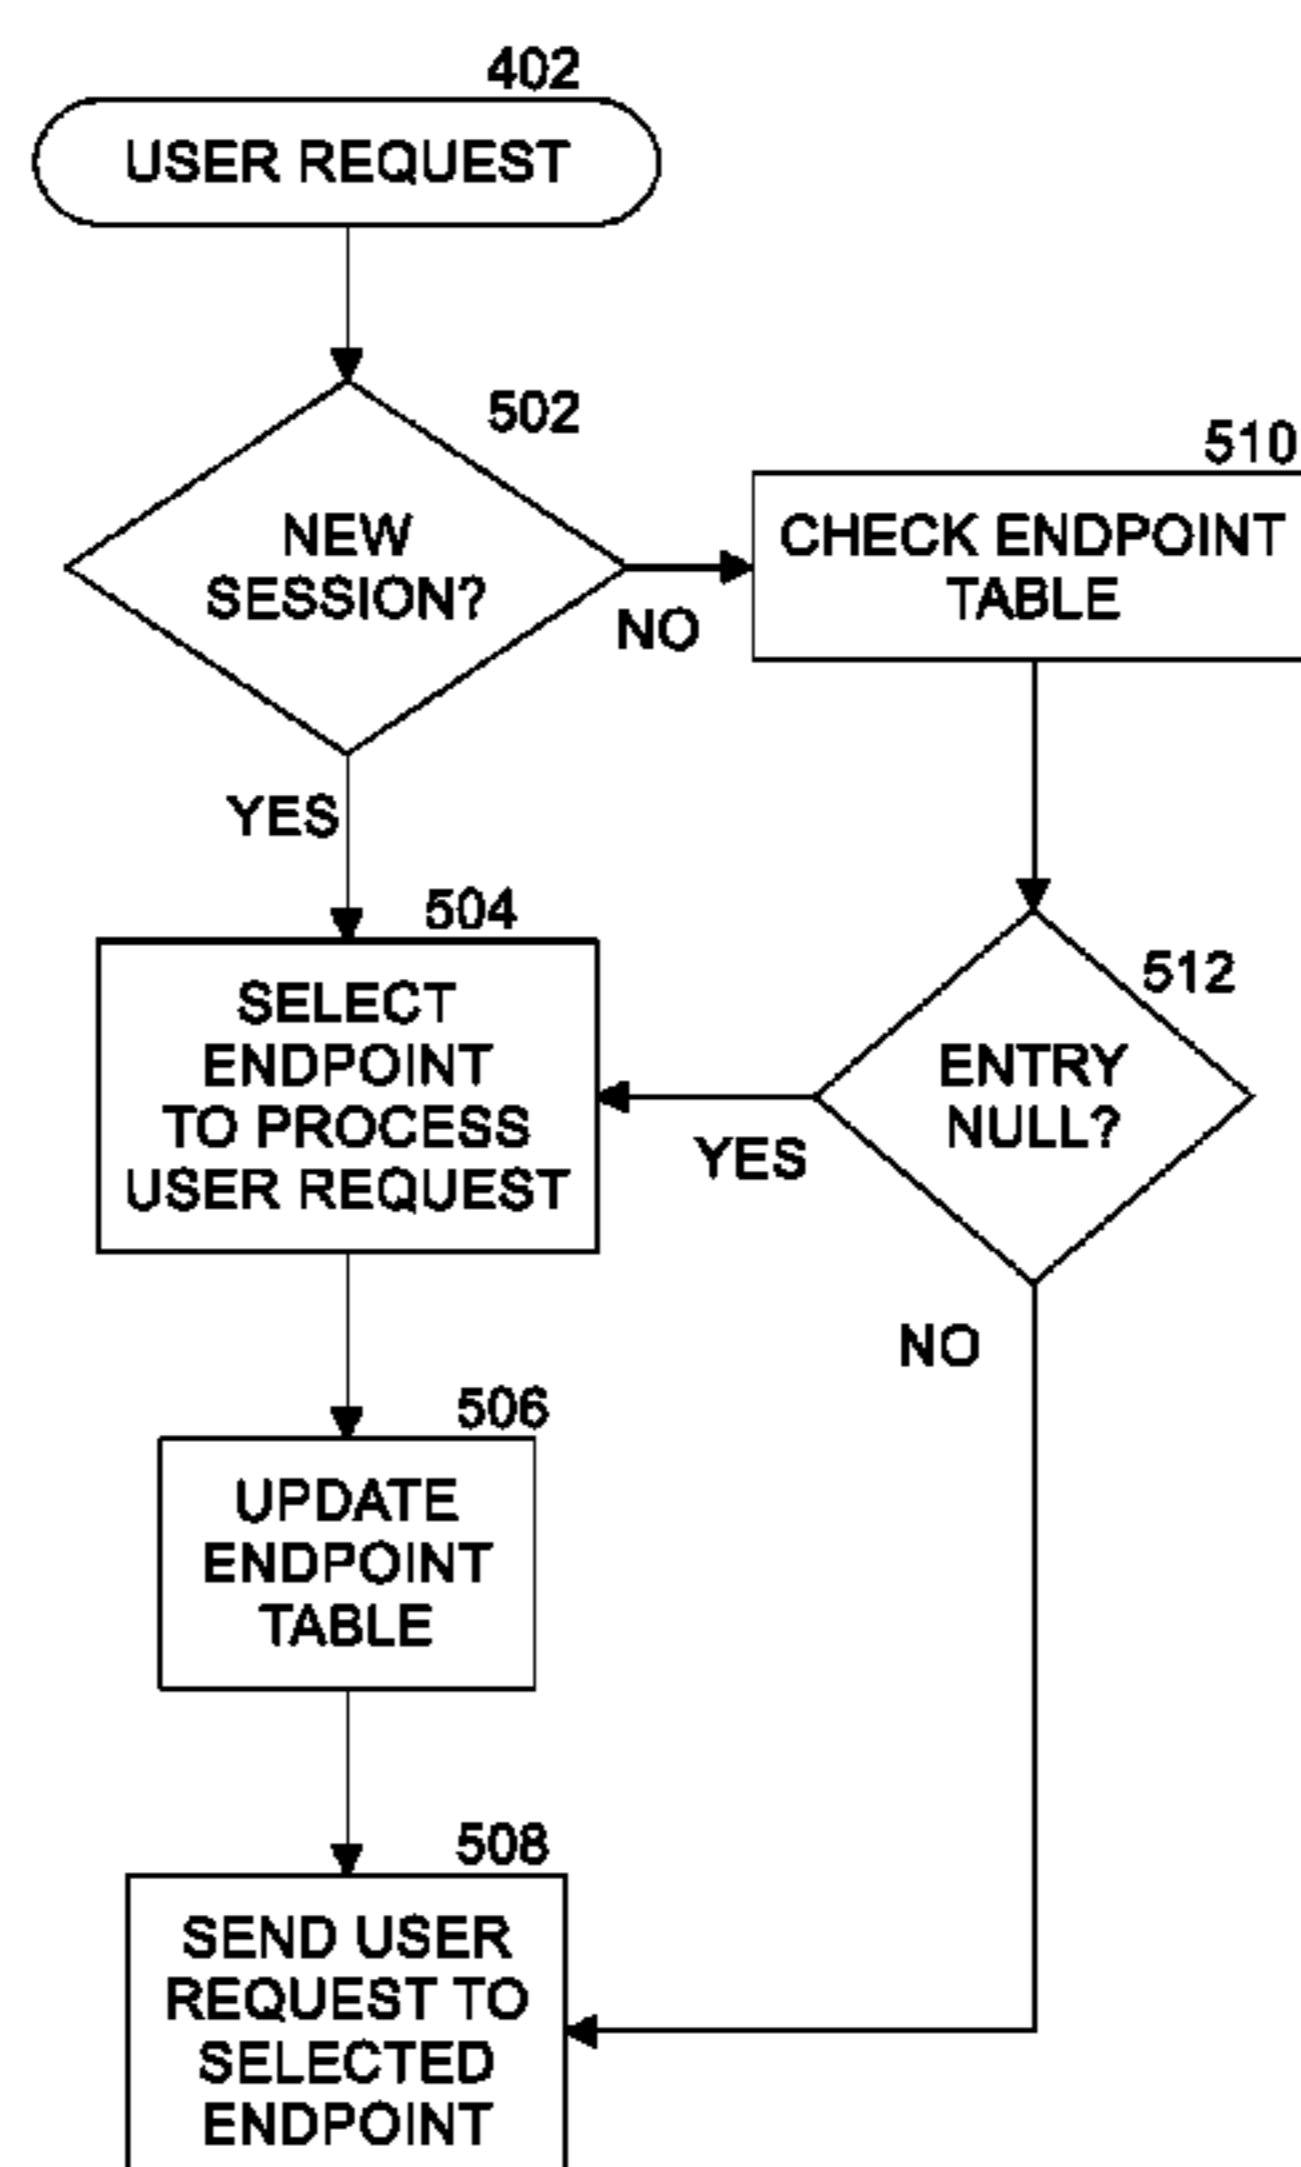 402
USER REQUEST
502
NEW
SESSION?
NO
510
CHECK ENDPOINT
TABLE
YES
504
SELECT
ENDPOINT
TO PROCESS
USER REQUEST
512
ENTRY
NULL?
YES
NO
506
UPDATE
ENDPOINT
TABLE
508
SEND USER
REQUEST TO
SELECTED
ENDPOINT